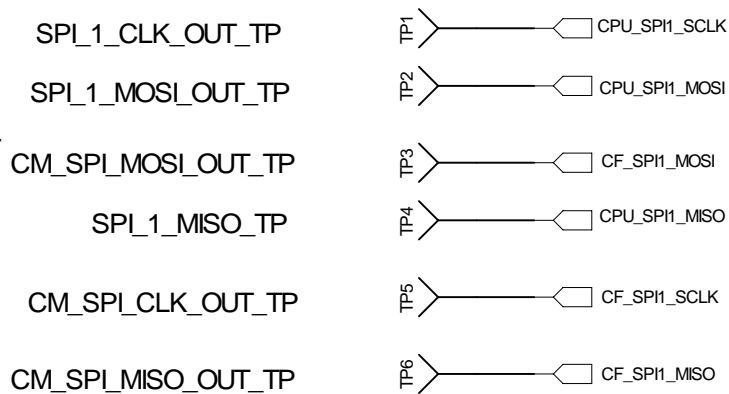 SPI_1_CLK_OUT_TP TP1 CPU_SPI1_SCLK
SPI_1_MOSI_OUT_TP TP2 CPU_SPI1_MOSI
CM_SPI_MOSI_OUT_TP TP3 CF_SPI1_MOSI
SPI_1_MISO_TP TP4 CPU_SPI1_MISO
CM_SPI_CLK_OUT_TP TP5 CF_SPI1_SCLK
CM_SPI_MISO_OUT_TP TP6 CF_SPI1_MISO